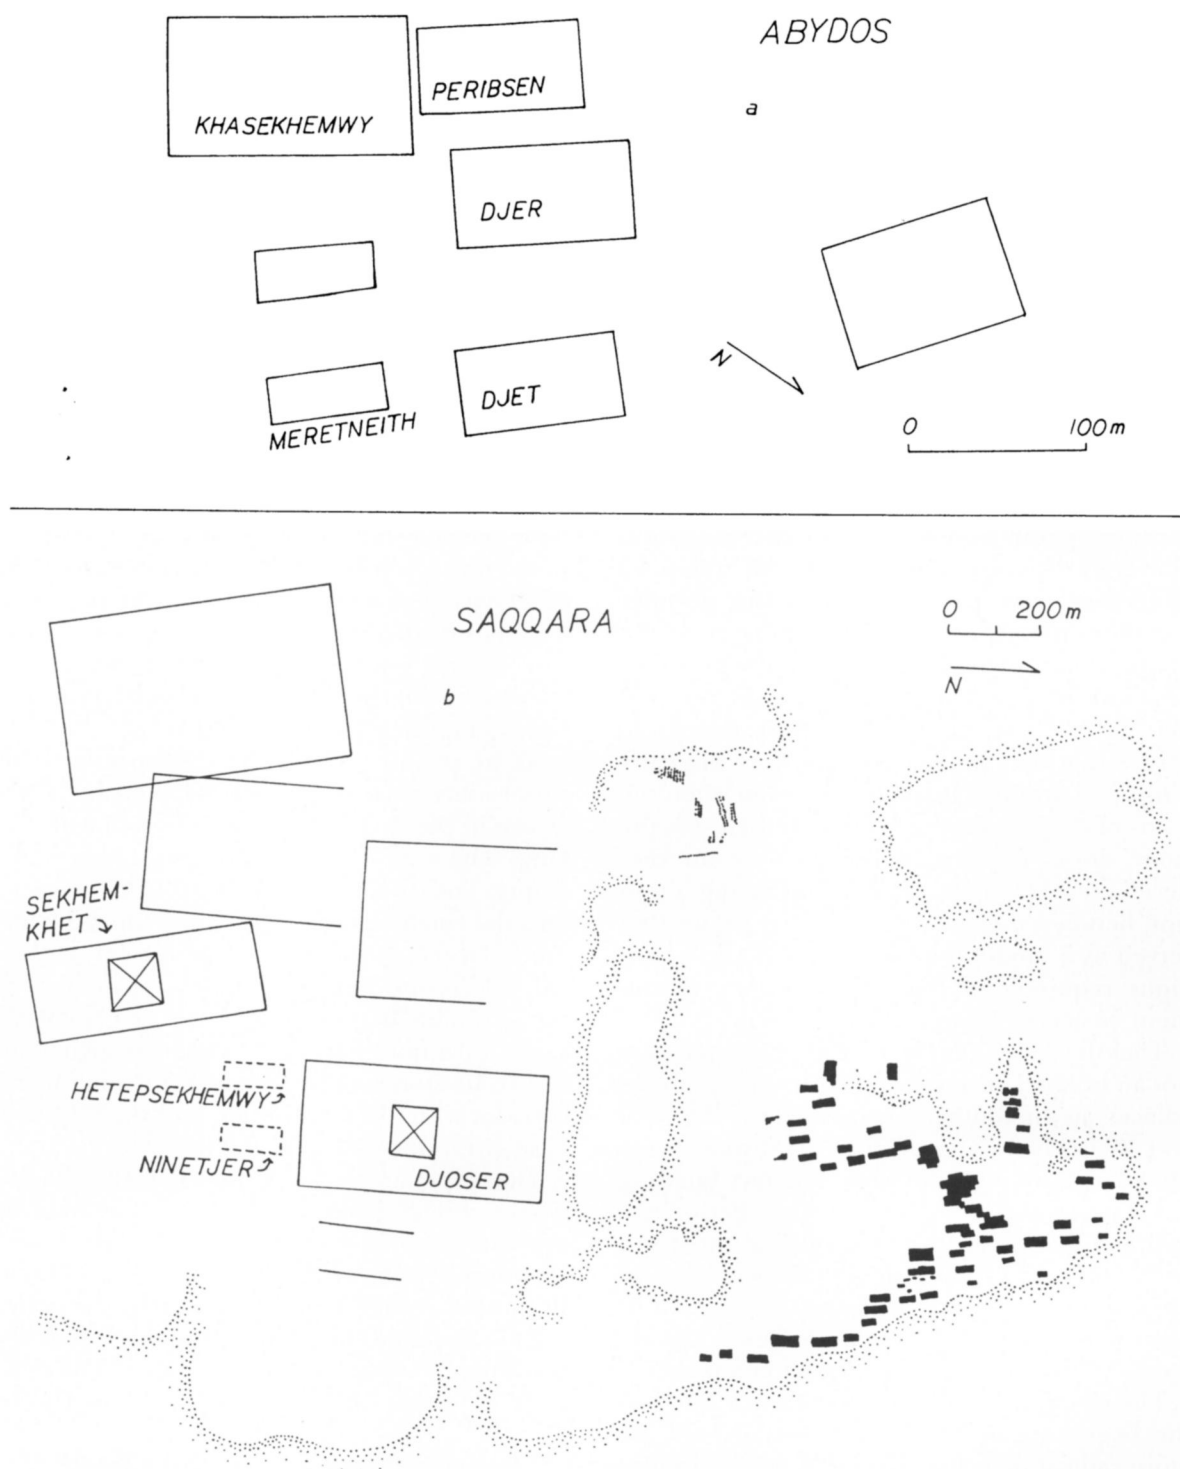 ABYDOS
a
KHASEKHEMWY
PERIBSEN
DJER
N
DJET
MERETNEITH
0 100m
SAQQARA
0 200m
N
b
SEKHEM-
KHET
HETEPSEKHEMWY
NINETJER
DJOSER